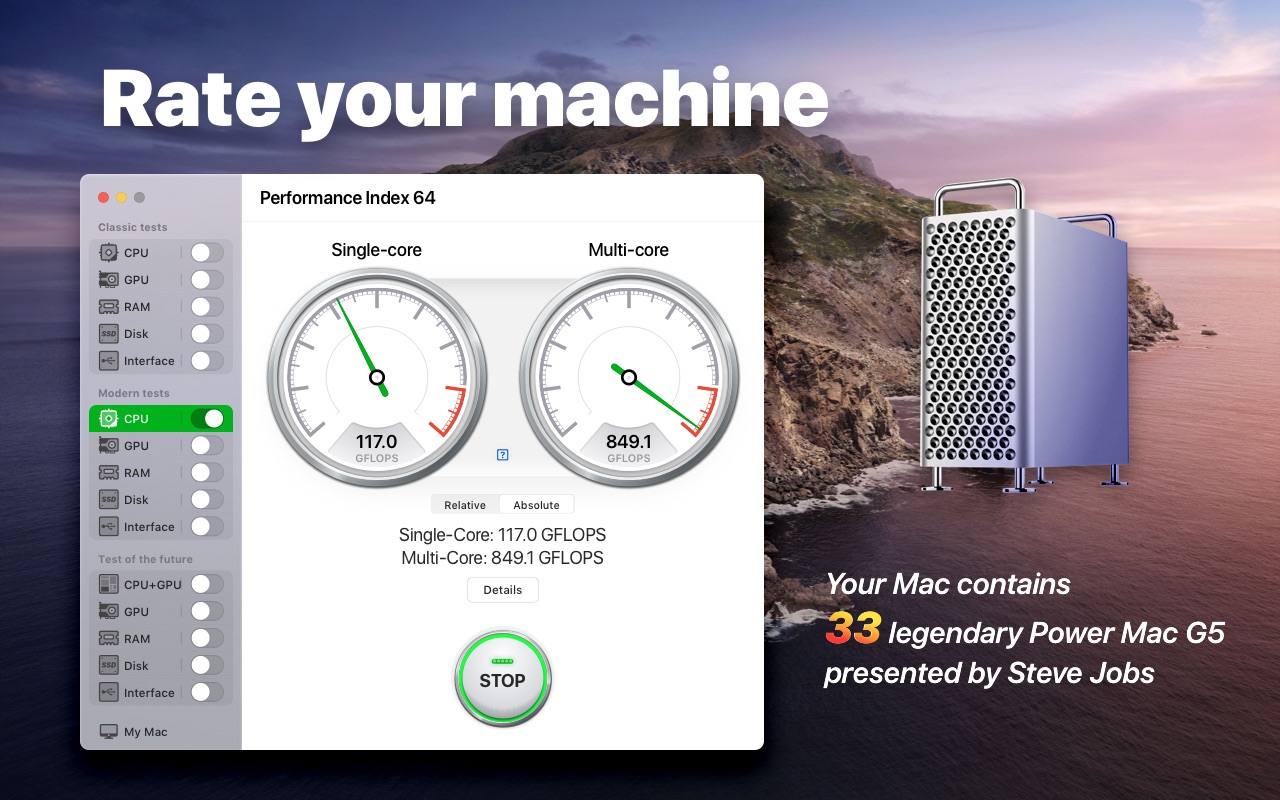 Rate your machine
Performance Index 64
Classic tests
CPU
GPU
RAM
SSD Disk
Interface
Modern tests
CPU
GPU
RAM
SSD Disk
Interface
Test of the future
CPU+GPU
GPU
RAM
SSD Disk
Interface
My Mac
Single-core
Multi-core
117.0
GFLOPS
849.1
GFLOPS
?
Relative
Absolute
Single-Core: 117.0 GFLOPS
Multi-Core: 849.1 GFLOPS
Details
STOP
Your Mac contains
33 legendary Power Mac G5
presented by Steve Jobs